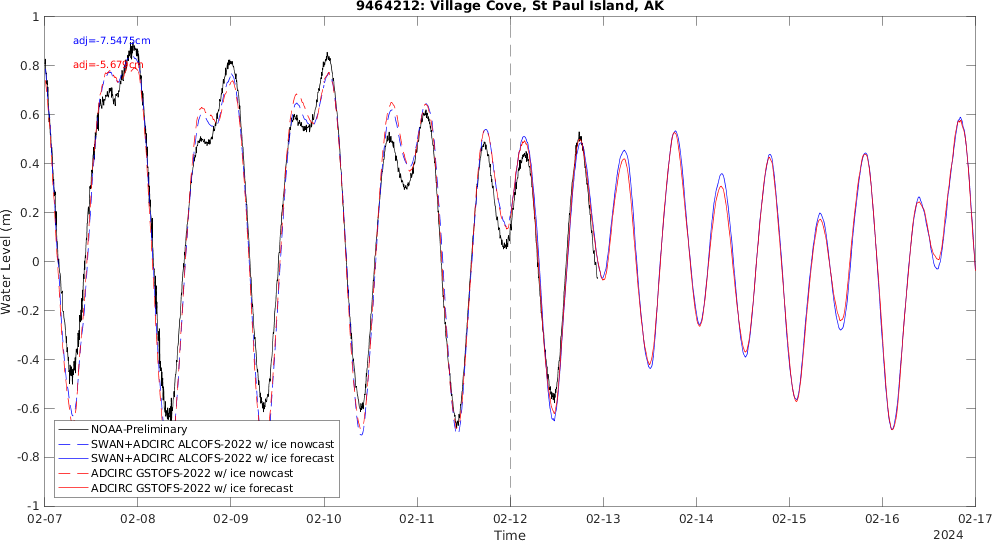 9464212: Village Cove, St Paul Island, AK
adj=-7.5475cm
adj=-5.679cm
Water Level (m)
1
0.8
0.6
0.4
0.2
0
-0.2
-0.4
-0.6
-0.8
-1
NOAA-Preliminary
SWAN+ADCIRC ALCOFS-2022 w/ ice nowcast
SWAN+ADCIRC ALCOFS-2022 w/ ice forecast
ADCIRC GSTOFS-2022 w/ ice nowcast
ADCIRC GSTOFS-2022 w/ ice forecast
02-07 02-08 02-09 02-10 02-11 02-12 02-13 02-14 02-15 02-16 02-17
Time
2024